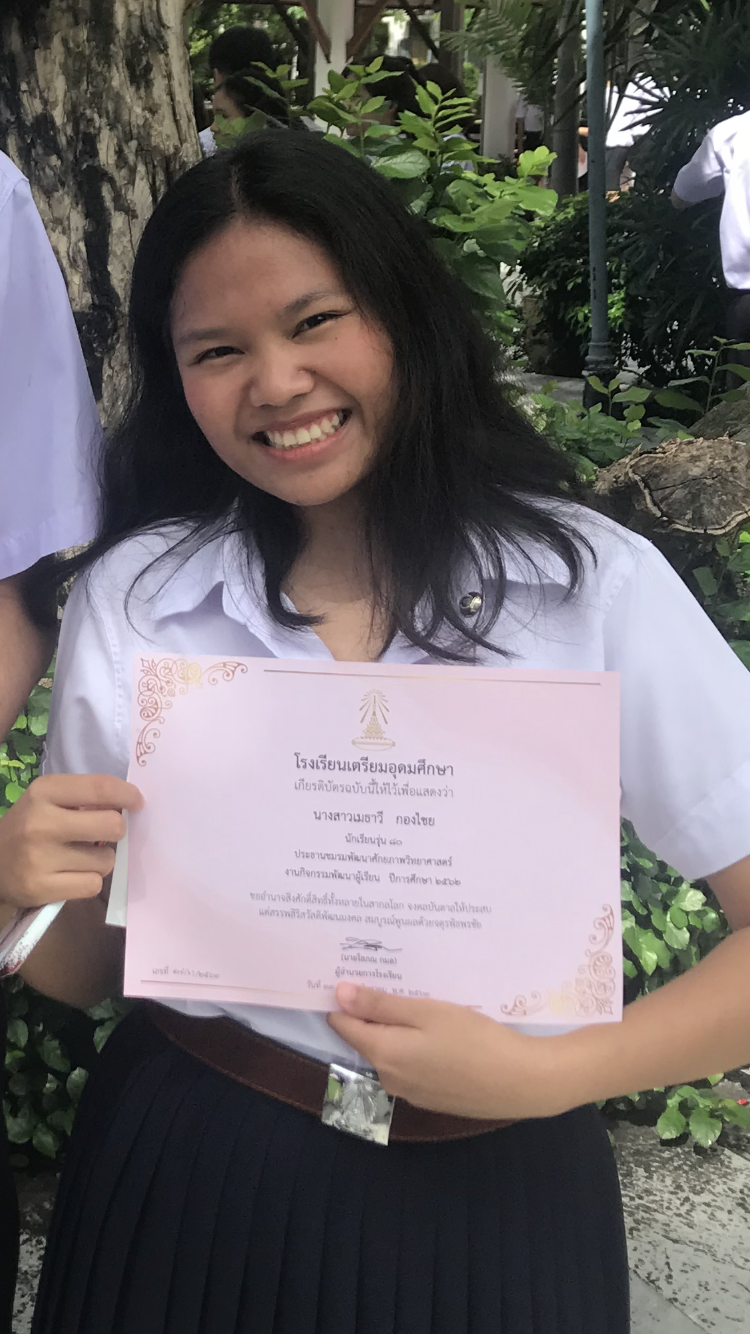 โรงเรียนเตรียมอุดมศึกษา
เกียรติบัตรฉบับนี้ให้ไว้เพื่อแสดงว่า
นางสาวเมธาวี กองไชย
นักเรียนรุ่น ๘๐
ประธานชมรมพัฒนาศักยภาพวิทยาศาสตร์
งานกิจกรรมพัฒนาผู้เรียน ปีการศึกษา ๒๕๖๒
ขออำนาจสิ่งศักดิ์สิทธิ์ทั้งหลายในสากลโลก จงดลบันดาลให้ประสบ
แต่สรรพสิริสวัสดิ์พัฒนมงคล สมบูรณ์พูนผลด้วยจตุรพิธพรชัย
(นายโสภณ กมล)
ผู้อำนวยการโรงเรียน
เลขที่
วันที่ พ.ศ. ๒๕๖๓